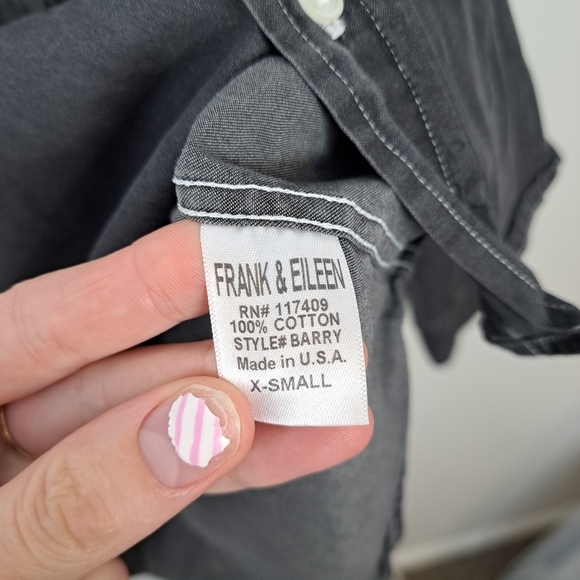 FRANK & EILEEN
RN# 117409
100% COTTON
STYLE# BARRY
Made in U.S.A.
X-SMALL